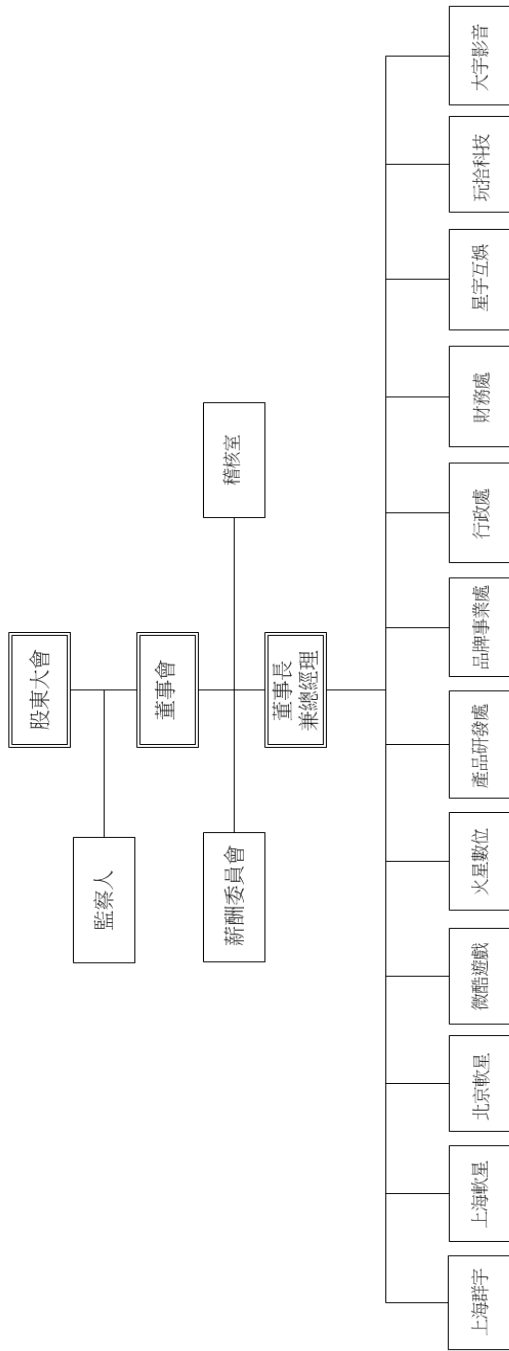 股東大會
監察人
董事會
薪酬委員會
稽核室
董事長
兼總經理
上海群宇
上海軟星
北京軟星
微酷遊戲
火星數位
產品研發處
品牌事業處
行政處
財務處
星宇互娛
玩拾科技
大宇影音